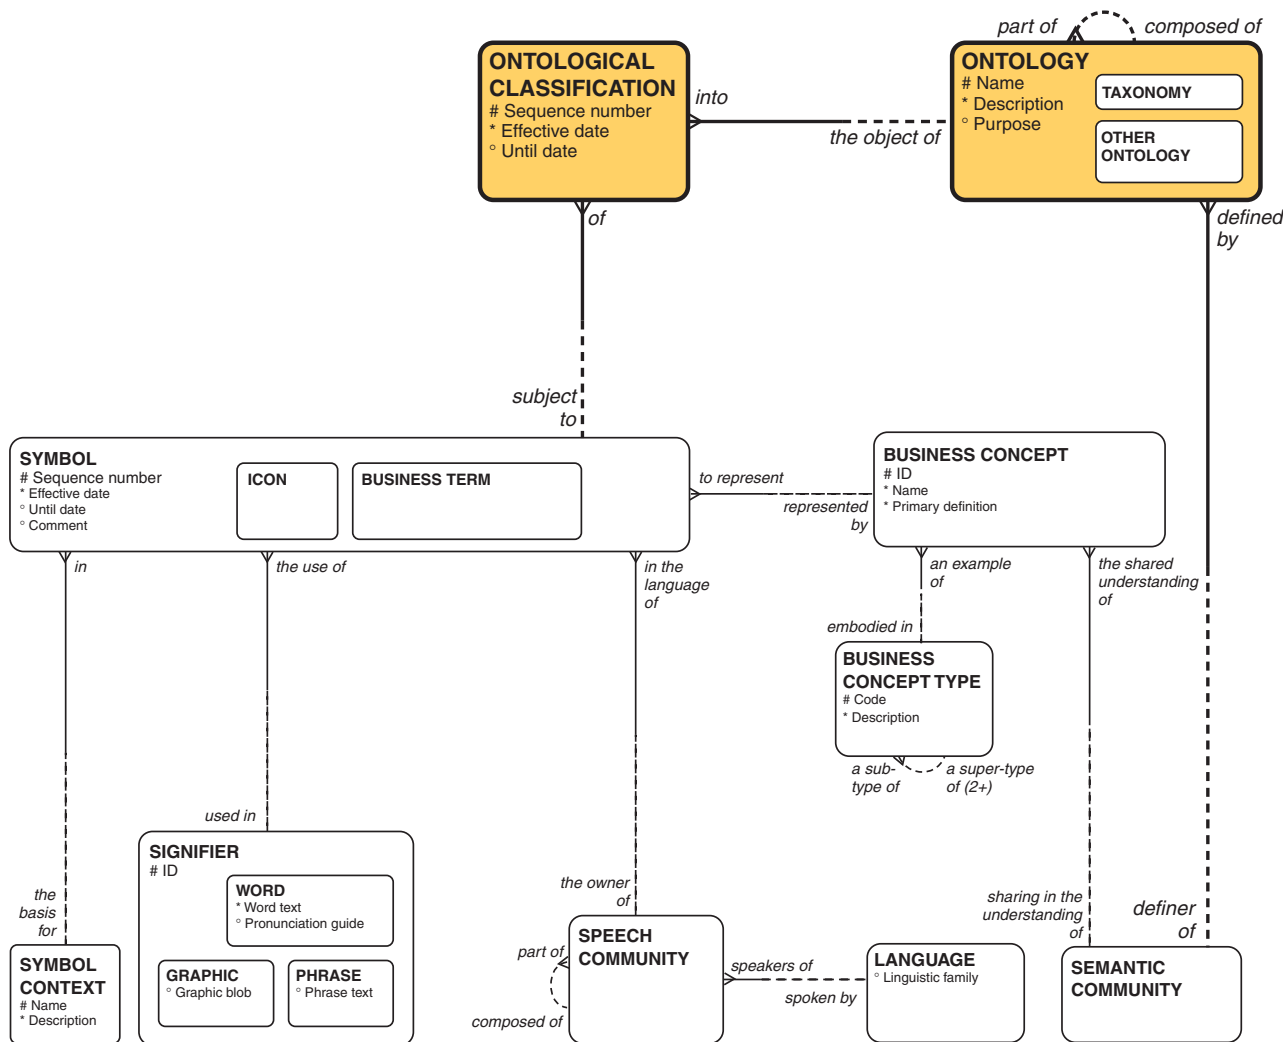 part of
composed of
ONTOLOGICAL
CLASSIFICATION
# Sequence number
* Effective date
° Until date
into
the object of
ONTOLOGY
# Name
* Description
° Purpose
TAXONOMY
OTHER
ONTOLOGY
of
defined
by
subject
to
SYMBOL
# Sequence number
* Effective date
° Until date
° Comment
ICON
BUSINESS TERM
to represent
represented
by
BUSINESS CONCEPT
# ID
* Name
* Primary definition
in
the use of
in the
language
of
an example
of
the shared
understanding
of
embodied in
BUSINESS
CONCEPT TYPE
# Code
* Description
a sub-
type of
a super-type
of (2+)
used in
SIGNIFIER
# ID
WORD
* Word text
° Pronunciation guide
GRAPHIC
° Graphic blob
PHRASE
° Phrase text
the
basis
for
SYMBOL
CONTEXT
# Name
* Description
the owner
of
SPEECH
COMMUNITY
part of
composed of
speakers of
spoken by
LANGUAGE
° Linguistic family
sharing in the
understanding
of
definer
of
SEMANTIC
COMMUNITY